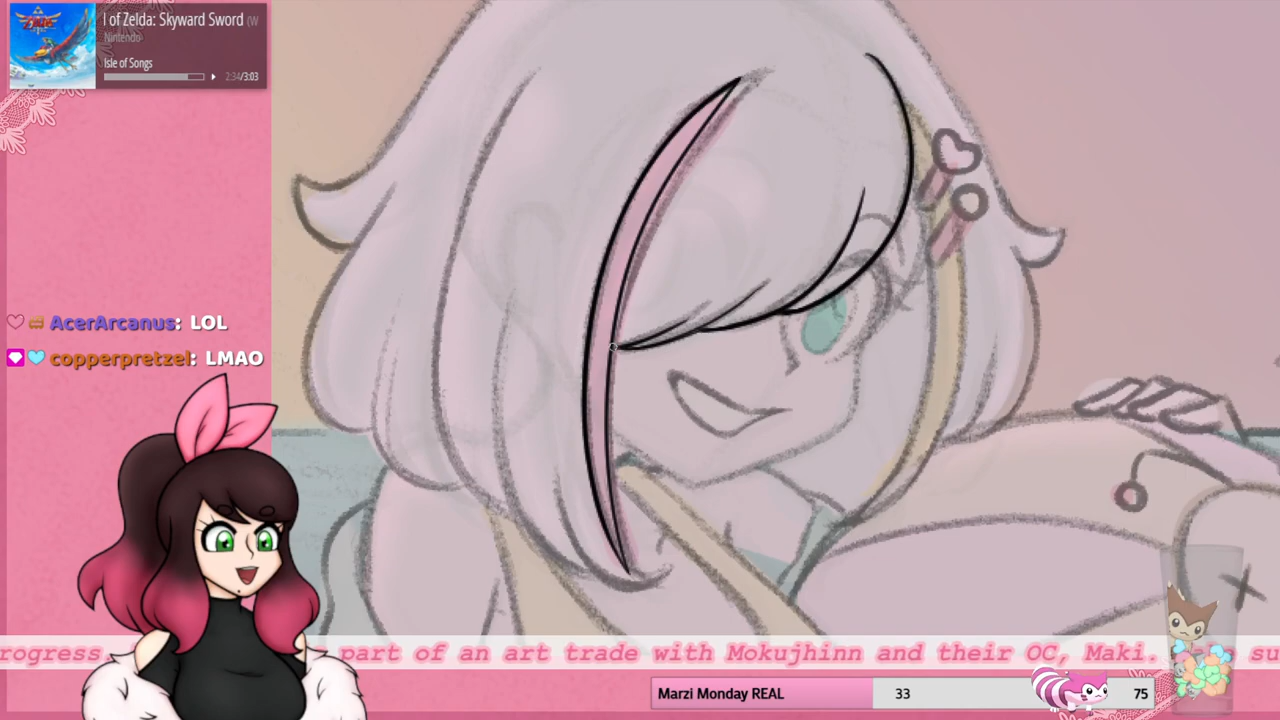 l of Zelda: Skyward Sword (W
Nintendo
Isle of Songs
2:34/3:03
AcerArcanus: LOL
copperpretzel: LMAO
rogress. part of an art trade with Mokujhinn and their OC, Maki. su
Marzi Monday REAL 33 75